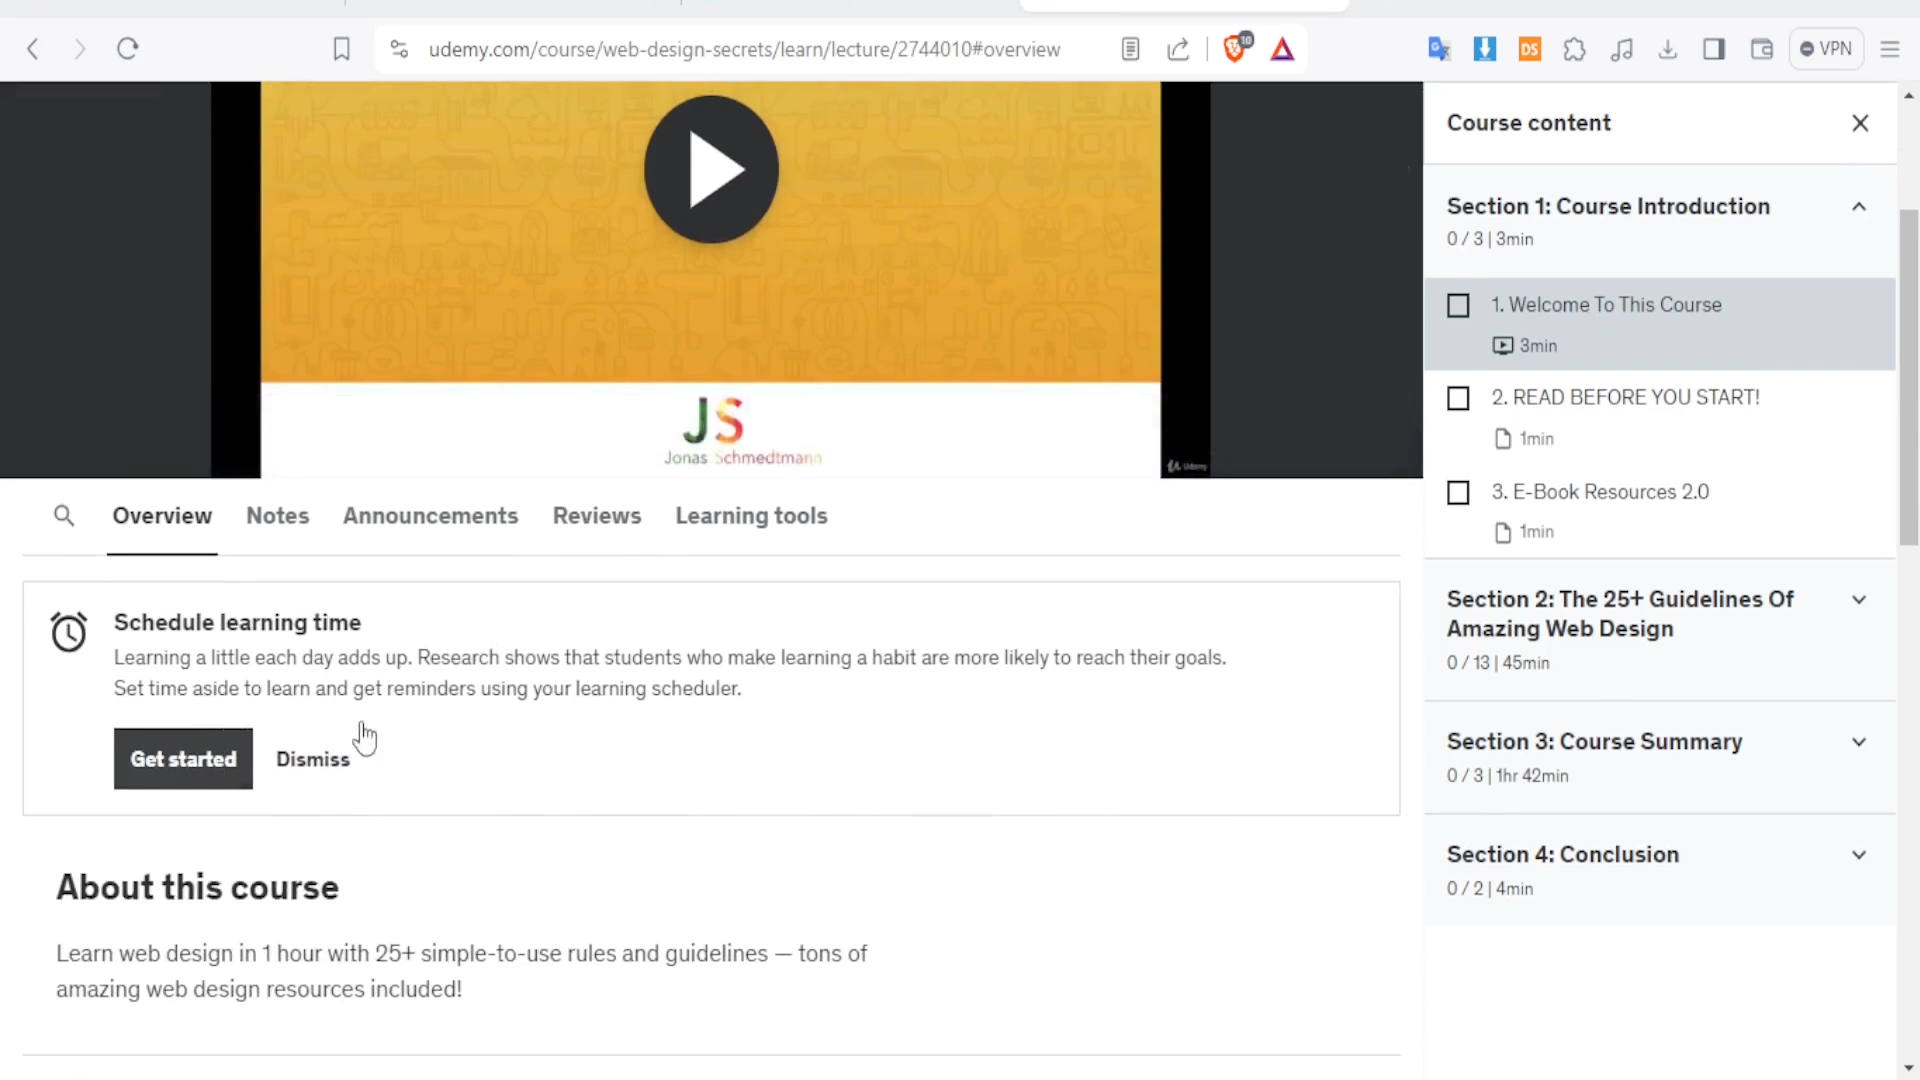 udemy.com/course/web-design-secrets/learn/lecture/2744010#overview
10
DS
VPN
JS
Jonas Schmedtmann
Udemy
Overview
Notes
Announcements
Reviews
Learning tools
Schedule learning time
Learning a little each day adds up. Research shows that students who make learning a habit are more likely to reach their goals.
Set time aside to learn and get reminders using your learning scheduler.
Get started
Dismiss
About this course
Learn web design in 1 hour with 25+ simple-to-use rules and guidelines — tons of
amazing web design resources included!
Course content
Section 1: Course Introduction
0 / 3 | 3min
1. Welcome To This Course
3min
2. READ BEFORE YOU START!
1min
3. E-Book Resources 2.0
1min
Section 2: The 25+ Guidelines Of
Amazing Web Design
0 / 13 | 45min
Section 3: Course Summary
0 / 3 | 1hr 42min
Section 4: Conclusion
0 / 2 | 4min